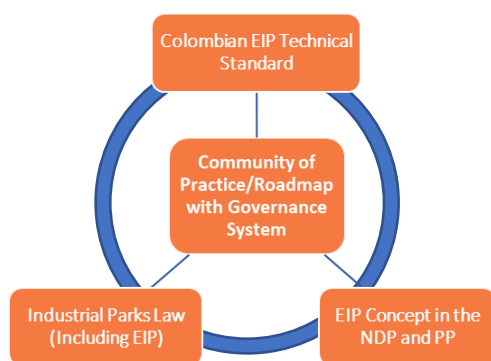 Colombian EIP Technical
Standard
Community of
Practice/Roadmap
with Governance
System
Industrial Parks Law
(Including EIP)
EIP Concept in the
NDP and PP